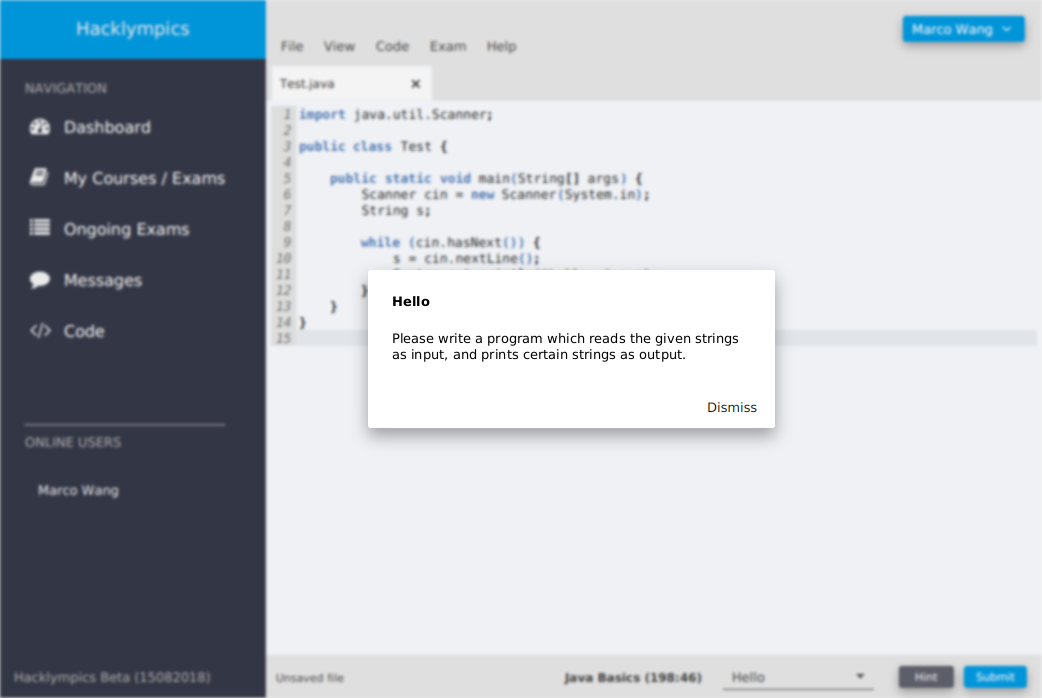 Hacklympics
Marco Wang
File View Code Exam Help
NAVIGATION
Dashboard
My Courses / Exams
Ongoing Exams
Messages
Code
ONLINE USERS
Marco Wang
Hacklympics Beta (15082018)
Test.java
1 import java.util.Scanner;
2
3 public class Test {
4
5 public static void main(String[] args) {
6 Scanner cin = new Scanner(System.in);
7 String s;
8
9 while (cin.hasNext()) {
10 s = cin.nextLine();
11
12 }
13 }
14 }
15
Hello
Please write a program which reads the given strings
as input, and prints certain strings as output.
Dismiss
Unsaved file
Java Basics (198:46)
Hello
Hint
Submit